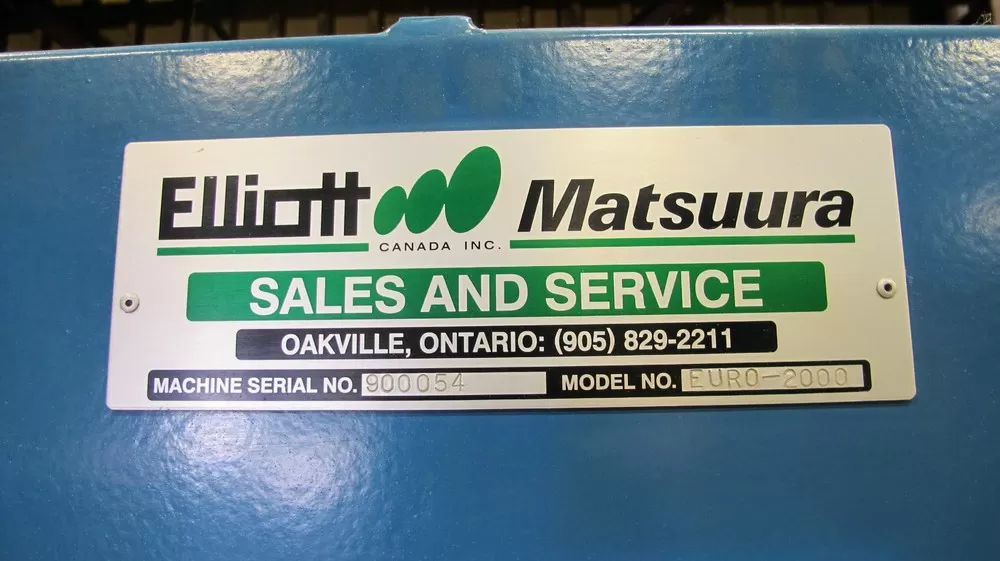 Elliott Matsuura
CANADA INC.
SALES AND SERVICE
OAKVILLE, ONTARIO: (905) 829-2211
MACHINE SERIAL NO. 900054 MODEL NO. EURO-2000